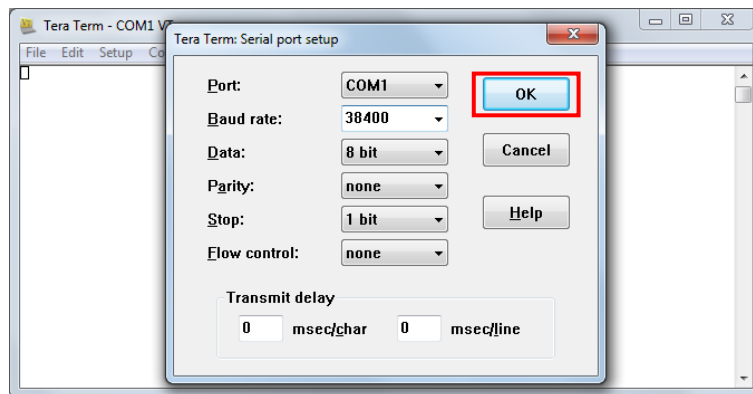 Tera Term - COM1 V
File Edit Setup Co
Tera Term: Serial port setup
Port: COM1
OK
Baud rate: 38400
Data: 8 bit
Cancel
Parity: none
Stop: 1 bit
Help
Flow control: none
Transmit delay
0 msec/char 0 msec/line